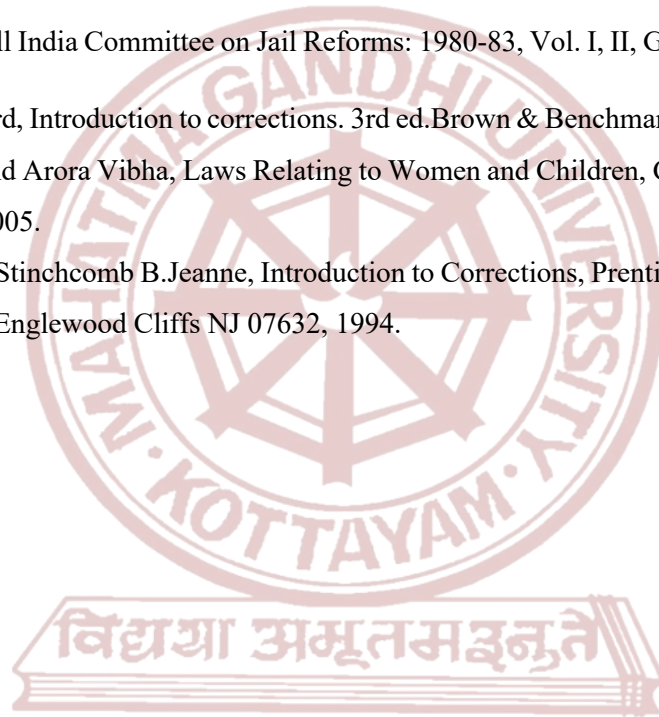 ll India Committee on Jail Reforms: 1980-83, Vol. I, II, G
rd, Introduction to corrections. 3rd ed.Brown & Benchmar
d Arora Vibha, Laws Relating to Women and Children, C
005.
Stinchcomb B.Jeanne, Introduction to Corrections, Prenti
Englewood Cliffs NJ 07632, 1994.
MAHATMA GANDHI UNIVERSITY
KOTTAYAM
विद्यया अमृतमश्नुते